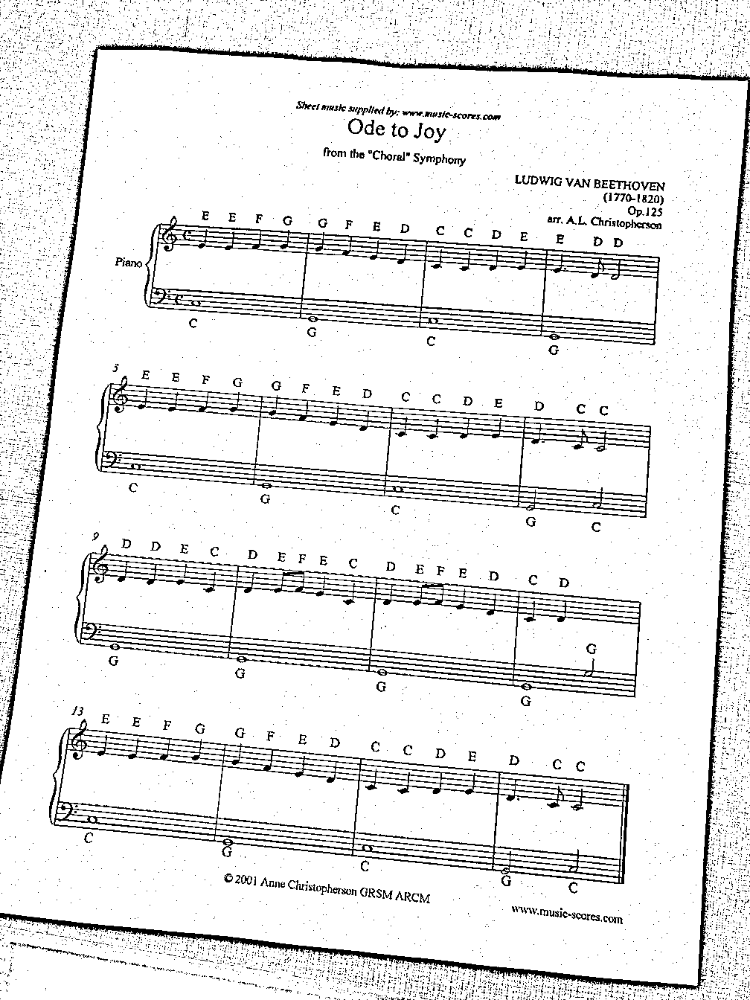 Sheet music supplied by: www.music-scores.com
Ode to Joy
from the "Choral" Symphony
LUDWIG VAN BEETHOVEN
(1770-1820)
Op.125
arr. A.L. Christopherson
E E F G G F E D C C D E E D D
Piano
C G C G
5
E E F G G F E D C C D E D C C
C G C G C
9
D D E C D E F E C D E F E D C D
G
G G G G
13
E E F G G F E D C C D E D C C
C G C G C
© 2001 Anne Christopherson GRSM ARCM
www.music-scores.com